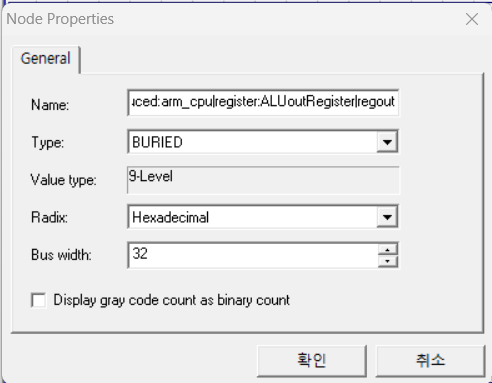 Node Properties
General
Name: ıced:arm_cpu|register:ALUoutRegister|regout
Type: BURIED
Value type: 9-Level
Radix: Hexadecimal
Bus width: 32
Display gray code count as binary count
확인 취소